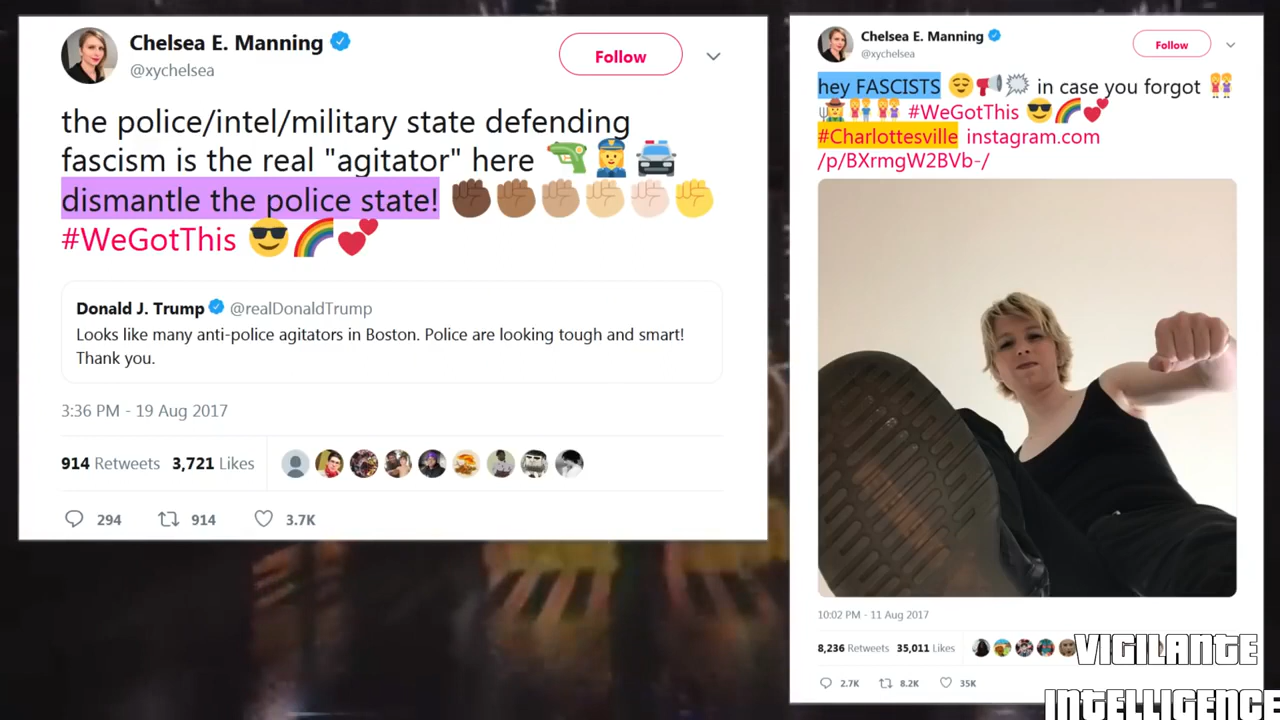 Chelsea E. Manning
@xychelsea
Follow
the police/intel/military state defending
fascism is the real "agitator" here 🔫👮‍♀️🚔
dismantle the police state! ✊🏿✊🏾✊🏽✊🏼✊🏻✊
#WeGotThis 😎🌈💕
Donald J. Trump @realDonaldTrump
Looks like many anti-police agitators in Boston. Police are looking tough and smart!
Thank you.
3:36 PM - 19 Aug 2017
914 Retweets 3,721 Likes
294 914 3.7K
Chelsea E. Manning
@xychelsea
Follow
hey FASCISTS 😌📢🗯 in case you forgot 👭
👩‍🌾👫👭👭 #WeGotThis 😎🌈💕
#Charlottesville instagram.com
/p/BXrmgW2BVb-/
10:02 PM - 11 Aug 2017
8,236 Retweets 35,011 Likes
2.7K 8.2K 35K
VIGILANTE
INTELLIGENCE